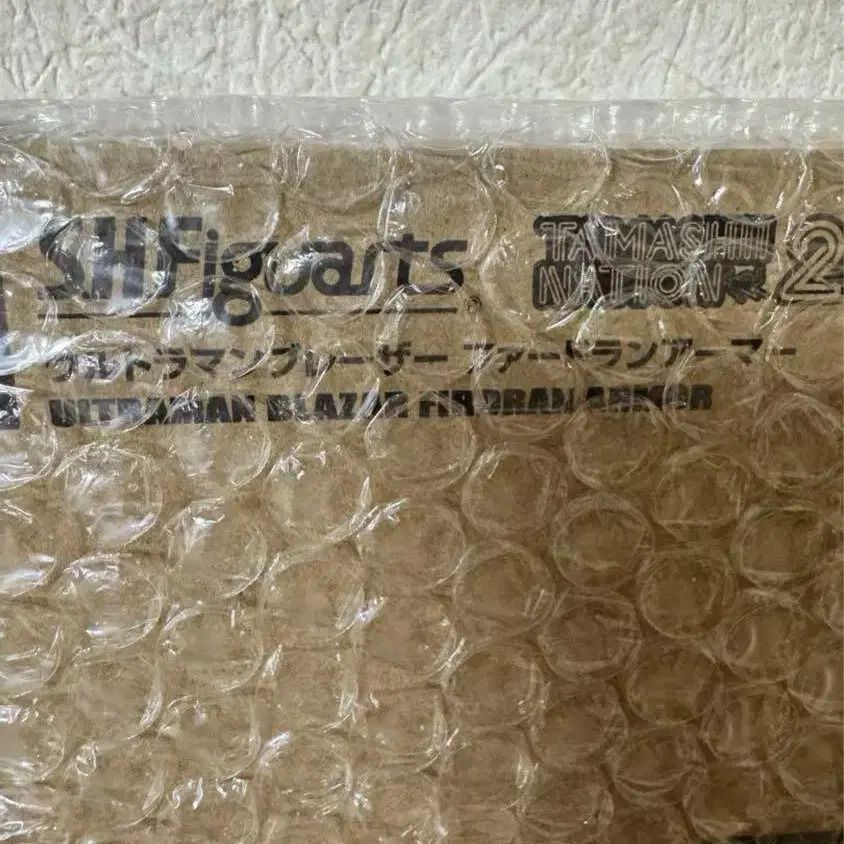 S.H.Figuarts
TAMASHII
NATION 2
ウルトラマンブレーザー ファードランアーマー
ULTRAMAN BLAZAR FIRDRAN ARMOR